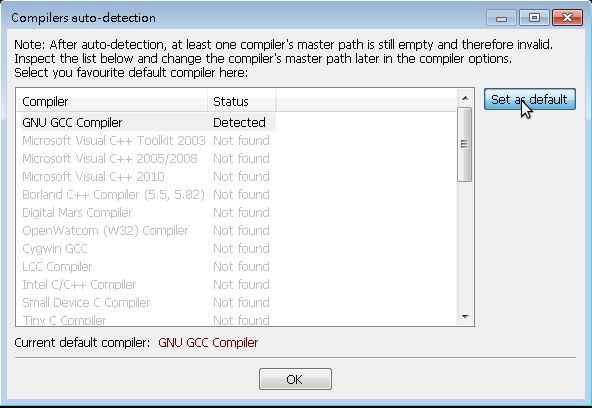 Compilers auto-detection
Note: After auto-detection, at least one compiler's master path is still empty and therefore invalid.
Inspect the list below and change the compiler's master path later in the compiler options.
Select you favourite default compiler here:
Compiler Status
Set as default
GNU GCC Compiler Detected
Microsoft Visual C++ Toolkit 2003 Not found
Microsoft Visual C++ 2005/2008 Not found
Microsoft Visual C++ 2010 Not found
Borland C++ Compiler (5.5, 5.82) Not found
Digital Mars Compiler Not found
OpenWatcom (W32) Compiler Not found
Cygwin GCC Not found
LCC Compiler Not found
Intel C/C++ Compiler Not found
Small Device C Compiler Not found
Tiny C Compiler Not found
Current default compiler: GNU GCC Compiler
OK